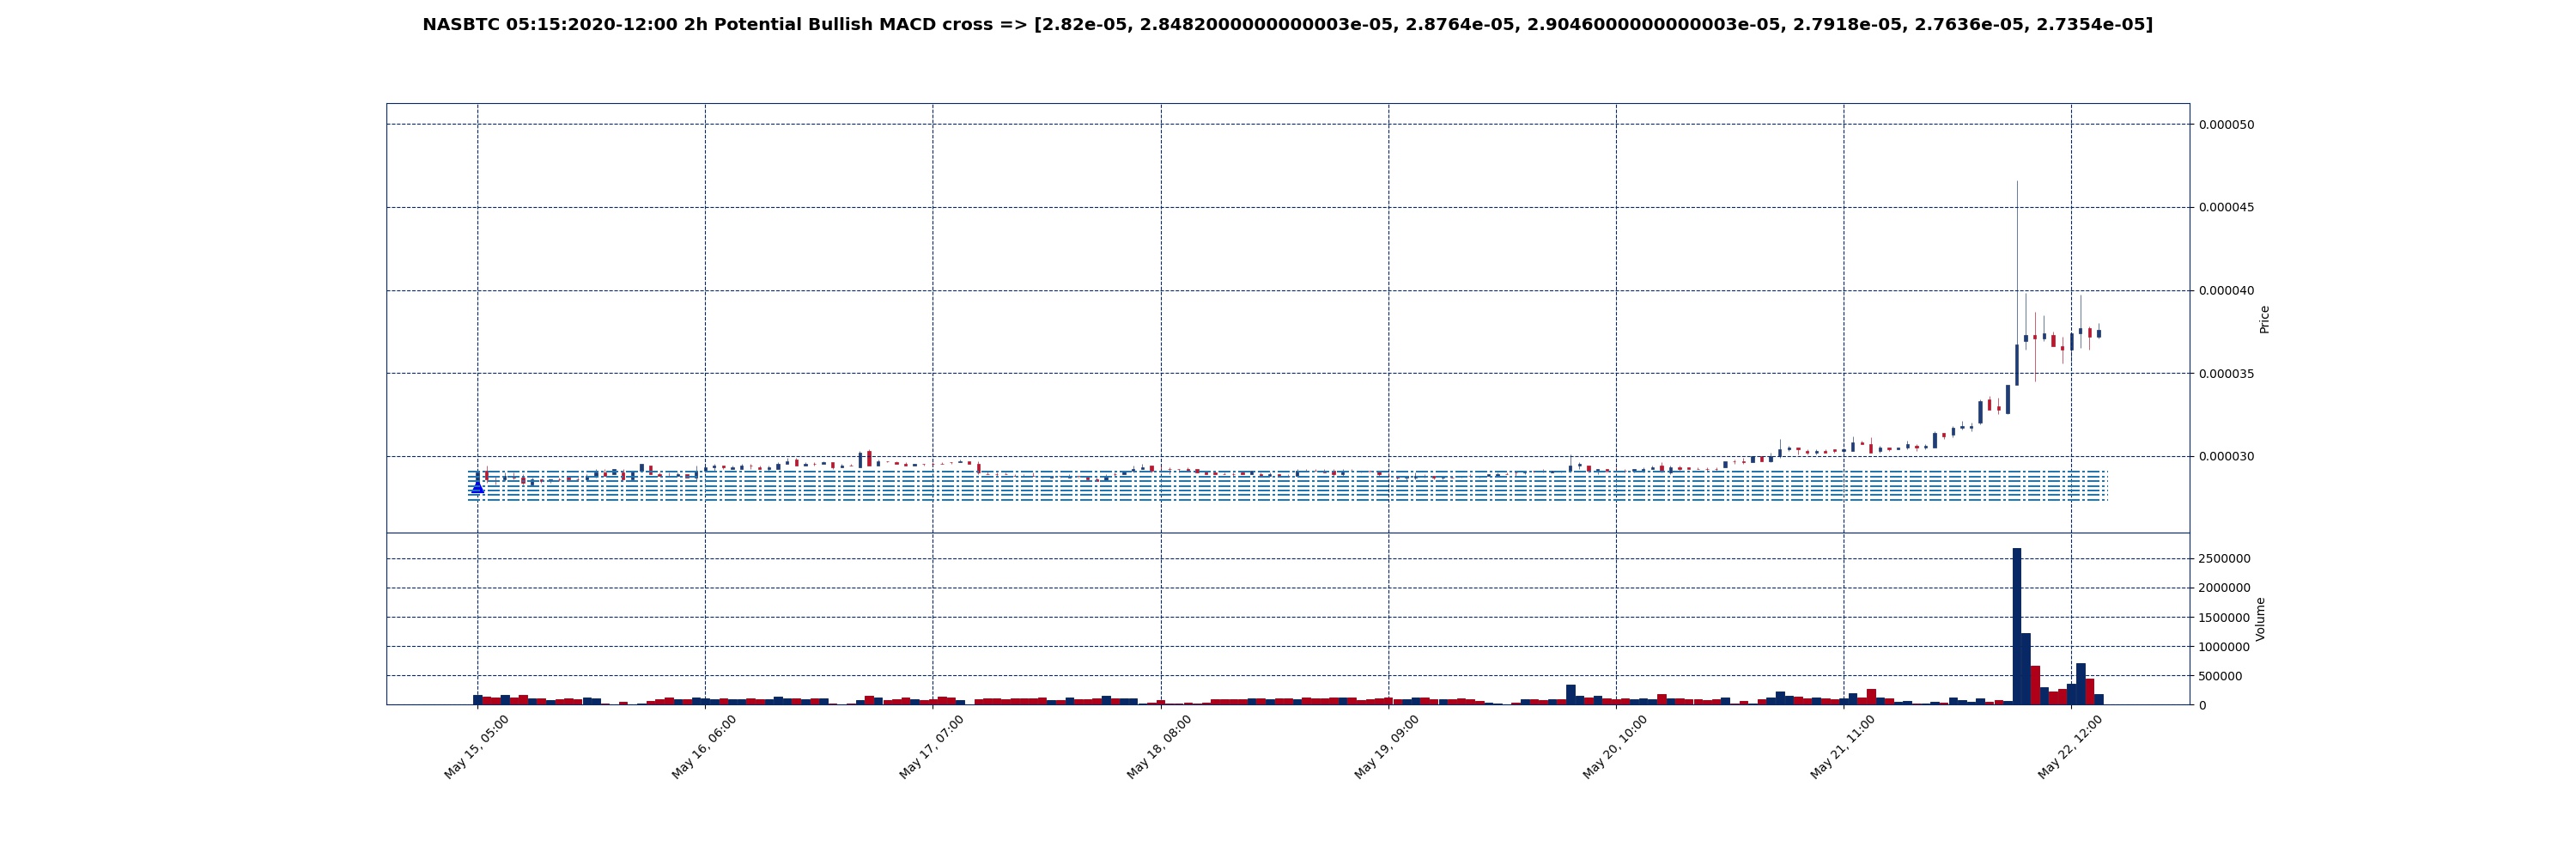 NASBTC 05:15:2020-12:00 2h Potential Bullish MACD cross => [2.82e-05, 2.8482000000000003e-05, 2.8764e-05, 2.9046000000000003e-05, 2.7918e-05, 2.7636e-05, 2.7354e-05]
0.000050
0.000045
0.000040
Price
0.000035
0.000030
2500000
2000000
1500000
Volume
1000000
500000
0
May 15, 05:00
May 16, 06:00
May 17, 07:00
May 18, 08:00
May 19, 09:00
May 20, 10:00
May 21, 11:00
May 22, 12:00